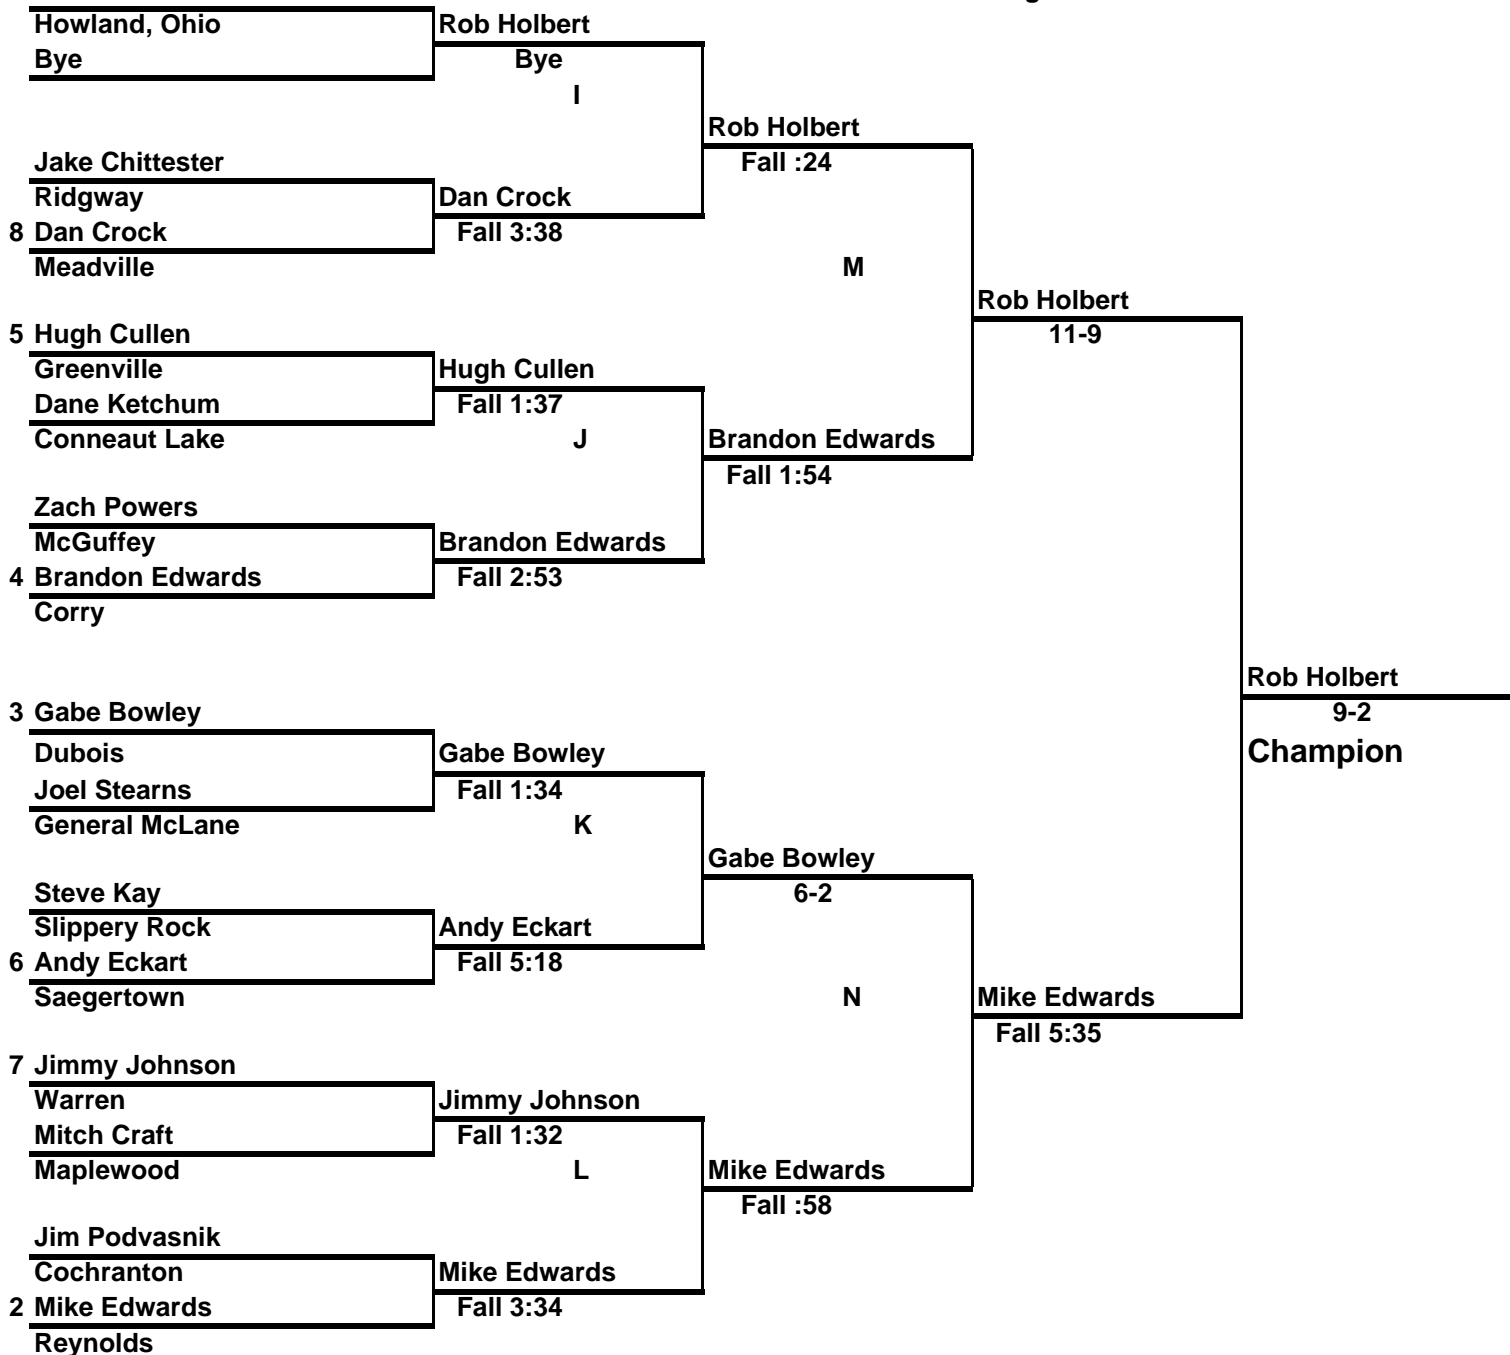 Howland, Ohio
Rob Holbert
Bye
Bye
I
Rob Holbert
Jake Chittester
Fall :24
Ridgway
Dan Crock
8 Dan Crock
Fall 3:38
Meadville
M
Rob Holbert
5 Hugh Cullen
11-9
Greenville
Hugh Cullen
Dane Ketchum
Fall 1:37
Conneaut Lake
J
Brandon Edwards
Fall 1:54
Zach Powers
McGuffey
Brandon Edwards
4 Brandon Edwards
Fall 2:53
Corry
Rob Holbert
3 Gabe Bowley
9-2
Dubois
Gabe Bowley
Champion
Joel Stearns
Fall 1:34
General McLane
K
Gabe Bowley
Steve Kay
6-2
Slippery Rock
Andy Eckart
6 Andy Eckart
Fall 5:18
Saegertown
N
Mike Edwards
Fall 5:35
7 Jimmy Johnson
Warren
Jimmy Johnson
Mitch Craft
Fall 1:32
Maplewood
L
Mike Edwards
Fall :58
Jim Podvasnik
Cochranton
Mike Edwards
2 Mike Edwards
Fall 3:34
Reynolds